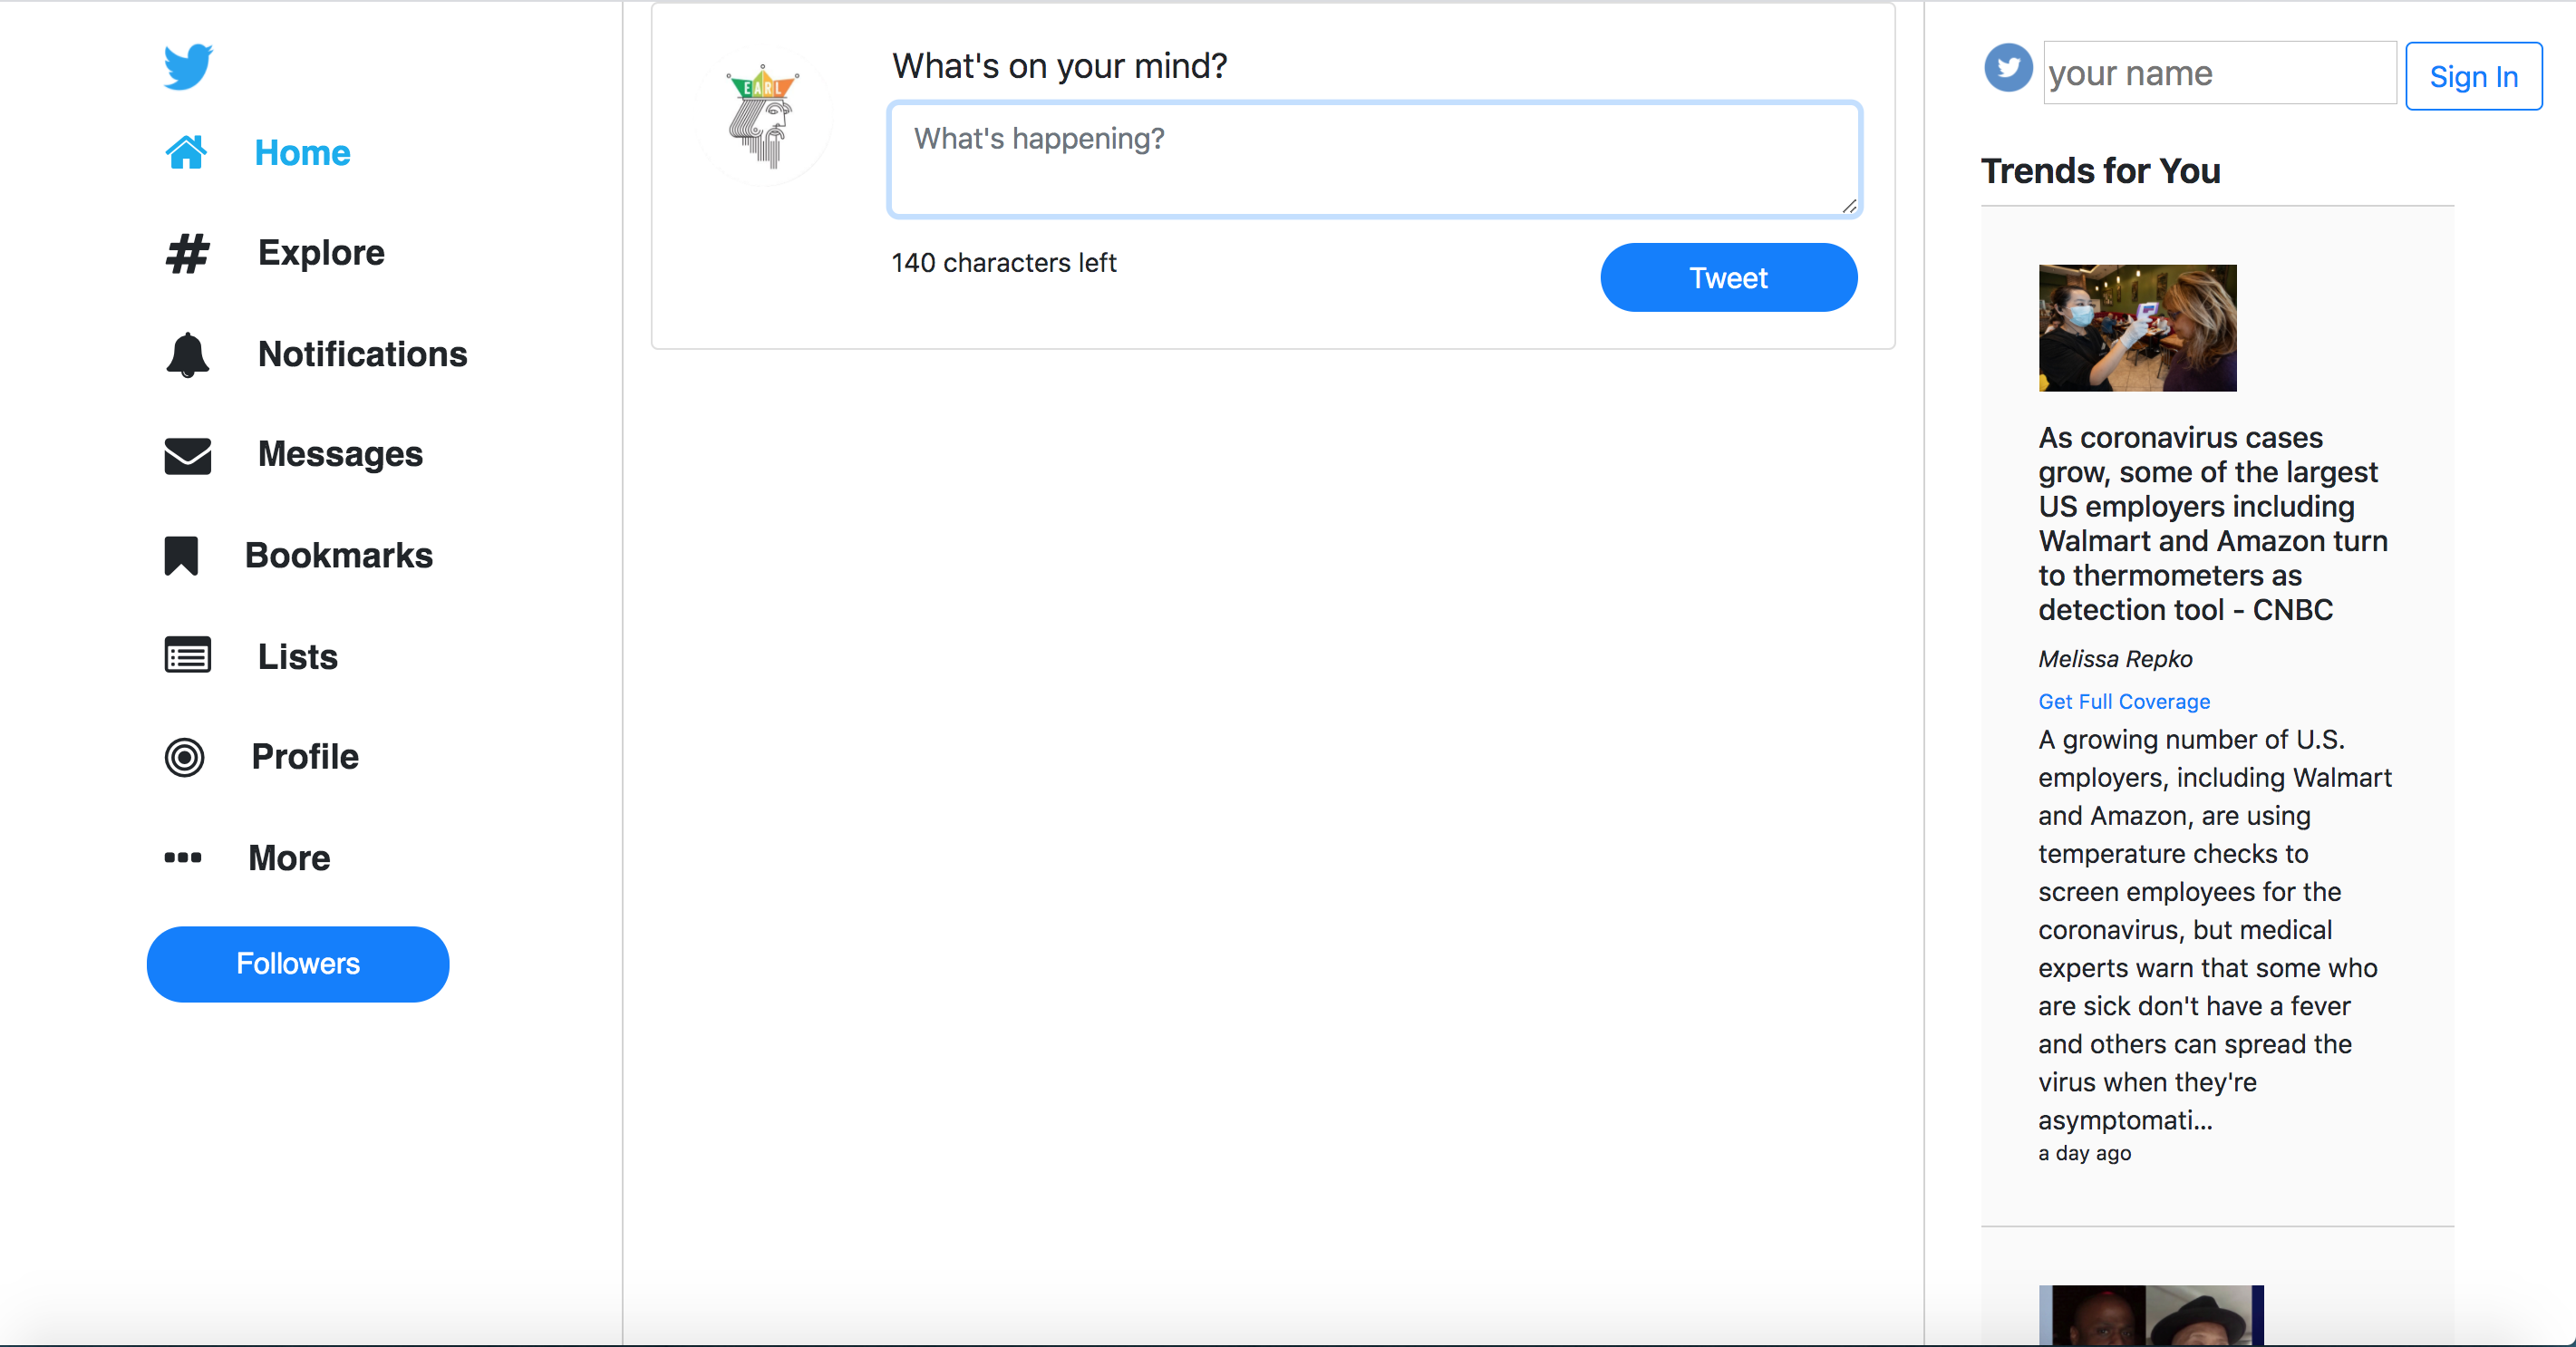 Home
Explore
Notifications
Messages
Bookmarks
Lists
Profile
More
Followers
EARL
What's on your mind?
What's happening?
140 characters left
Tweet
your name
Sign In
Trends for You
As coronavirus cases
grow, some of the largest
US employers including
Walmart and Amazon turn
to thermometers as
detection tool - CNBC
Melissa Repko
Get Full Coverage
A growing number of U.S.
employers, including Walmart
and Amazon, are using
temperature checks to
screen employees for the
coronavirus, but medical
experts warn that some who
are sick don't have a fever
and others can spread the
virus when they're
asymptomati...
a day ago